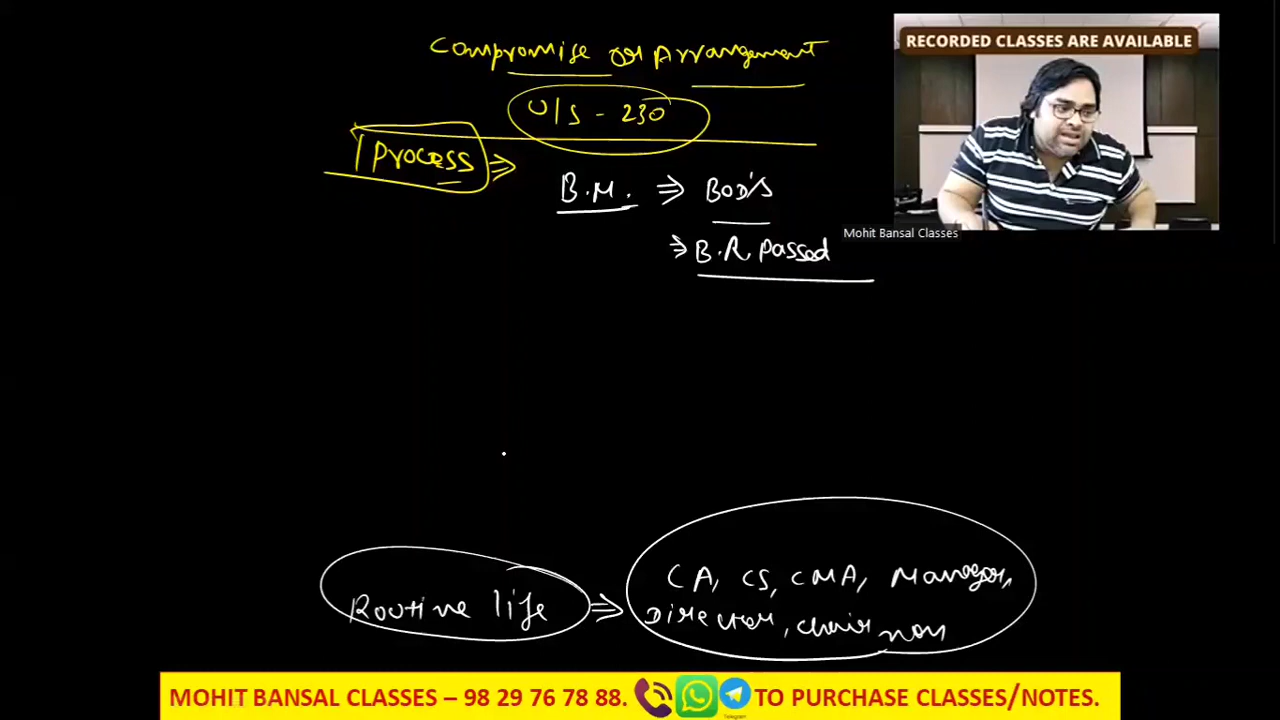 Compromise or Arrangement
U/S - 230
Process ⇒
B.M. ⇒ BOD's
⇒ B.R. Passed
Routine life ⇒
CA, CS, CMA, Manager,
Director, chairman
RECORDED CLASSES ARE AVAILABLE
Mohit Bansal Classes
MOHIT BANSAL CLASSES – 98 29 76 78 88. TO PURCHASE CLASSES/NOTES.
Telegram